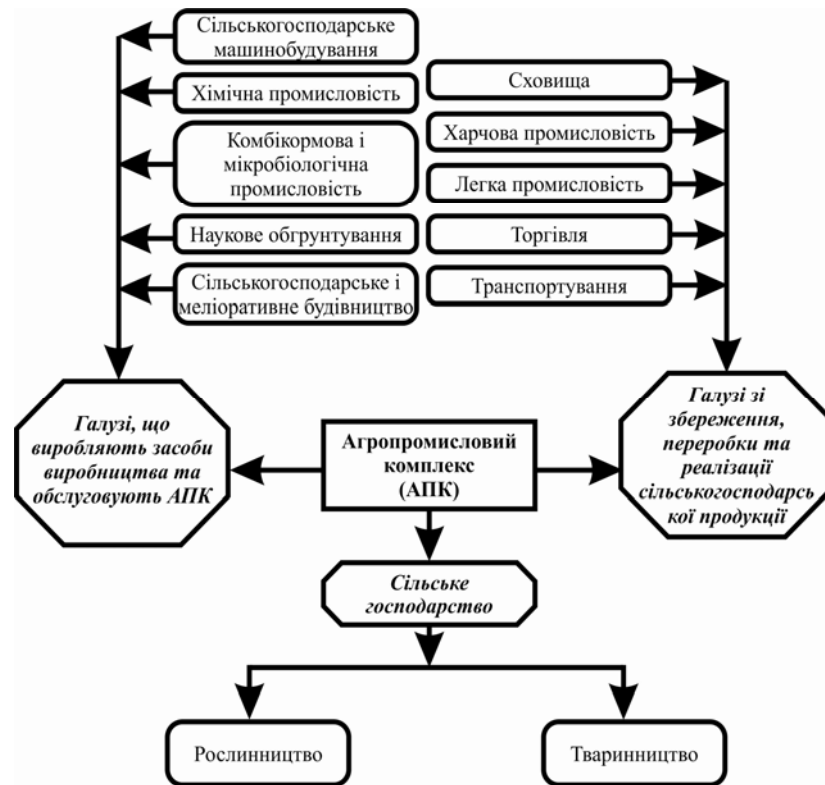 Сільськогосподарське
машинобудування
Хімічна промисловість
Комбікормова і
мікробіологічна
промисловість
Наукове обгрунтування
Сільськогосподарське і
меліоративне будівництво
Сховища
Харчова промисловість
Легка промисловість
Торгівля
Транспортування
Галузі, що
виробляють засоби
виробництва та
обслуговують АПК
Агропромисловий
комплекс
(АПК)
Галузі зі
збереження,
переробки та
реалізації
сільськогосподарсь
кої продукції
Сільське
господарство
Рослинництво
Тваринництво